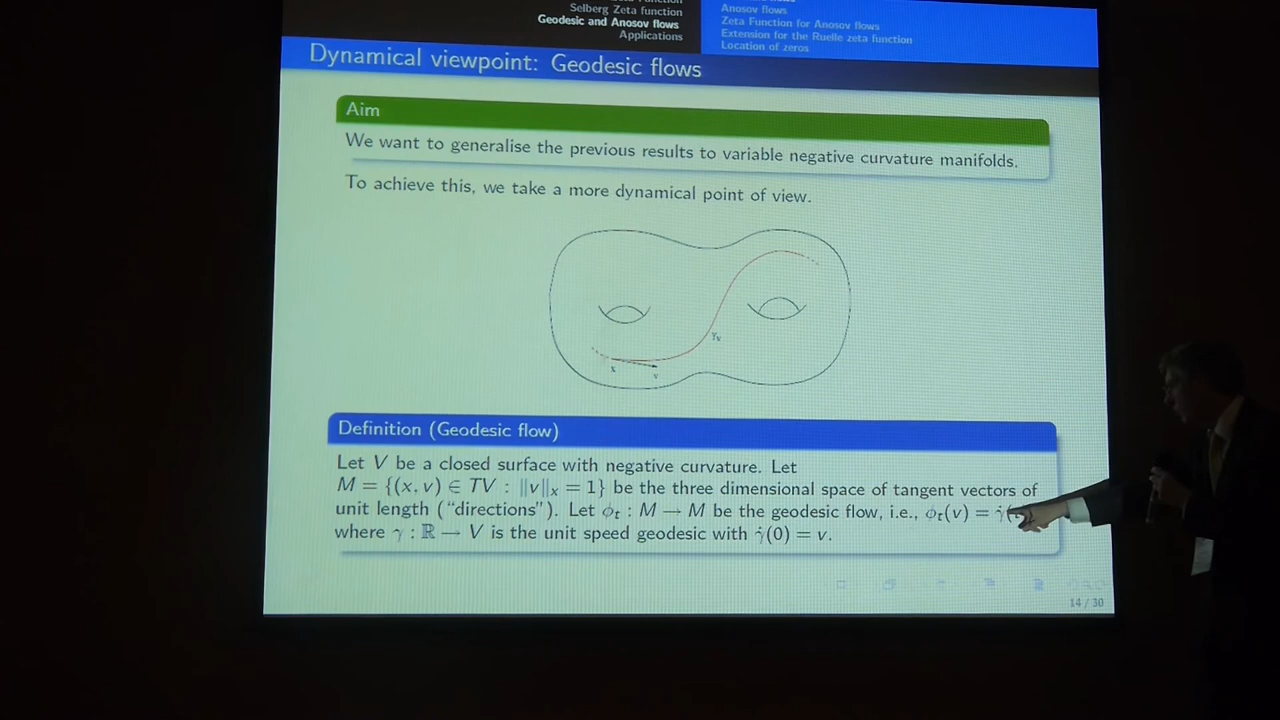 Selberg Zeta function
Geodesic and Anosov flows
Applications
Anosov flows
Zeta Function for Anosov flows
Extension for the Ruelle zeta function
Location of zeros
Dynamical viewpoint: Geodesic flows
Aim
We want to generalise the previous results to variable negative curvature manifolds.
To achieve this, we take a more dynamical point of view.
γᵥ
x
v
Definition (Geodesic flow)
Let V be a closed surface with negative curvature. Let
M = {(x, v) ∈ TV : ‖v‖ₓ = 1} be the three dimensional space of tangent vectors of
unit length ("directions"). Let ϕₜ : M → M be the geodesic flow, i.e., ϕₜ(v) = γ̇(
where γ : ℝ → V is the unit speed geodesic with γ̇(0) = v.
14 / 30